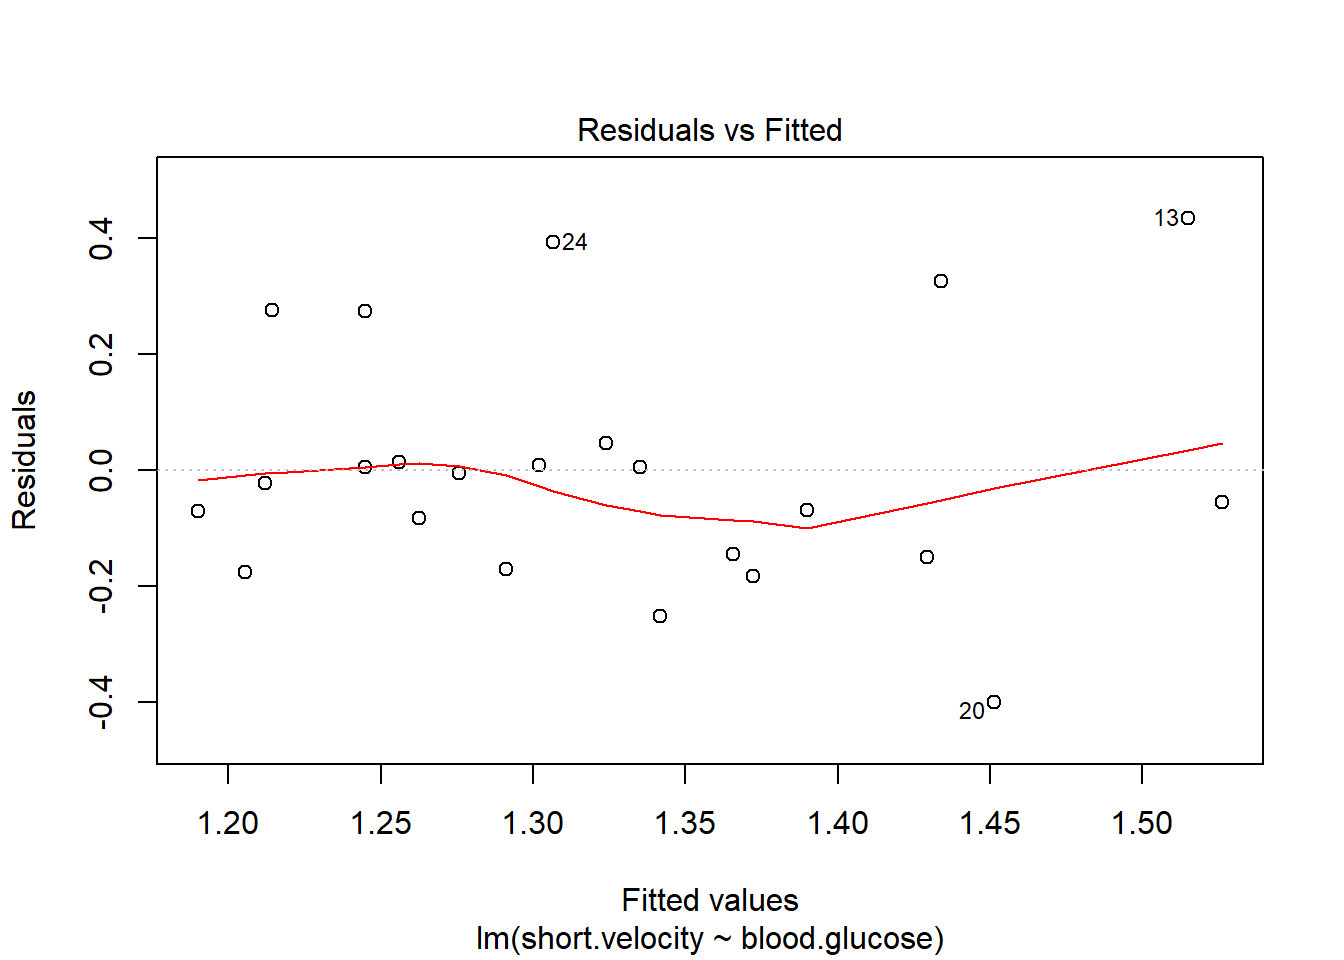 Residuals vs Fitted
Residuals
0.4
0.2
0.0
-0.2
-0.4
24
13
20
1.20 1.25 1.30 1.35 1.40 1.45 1.50
Fitted values
lm(short.velocity ~ blood.glucose)